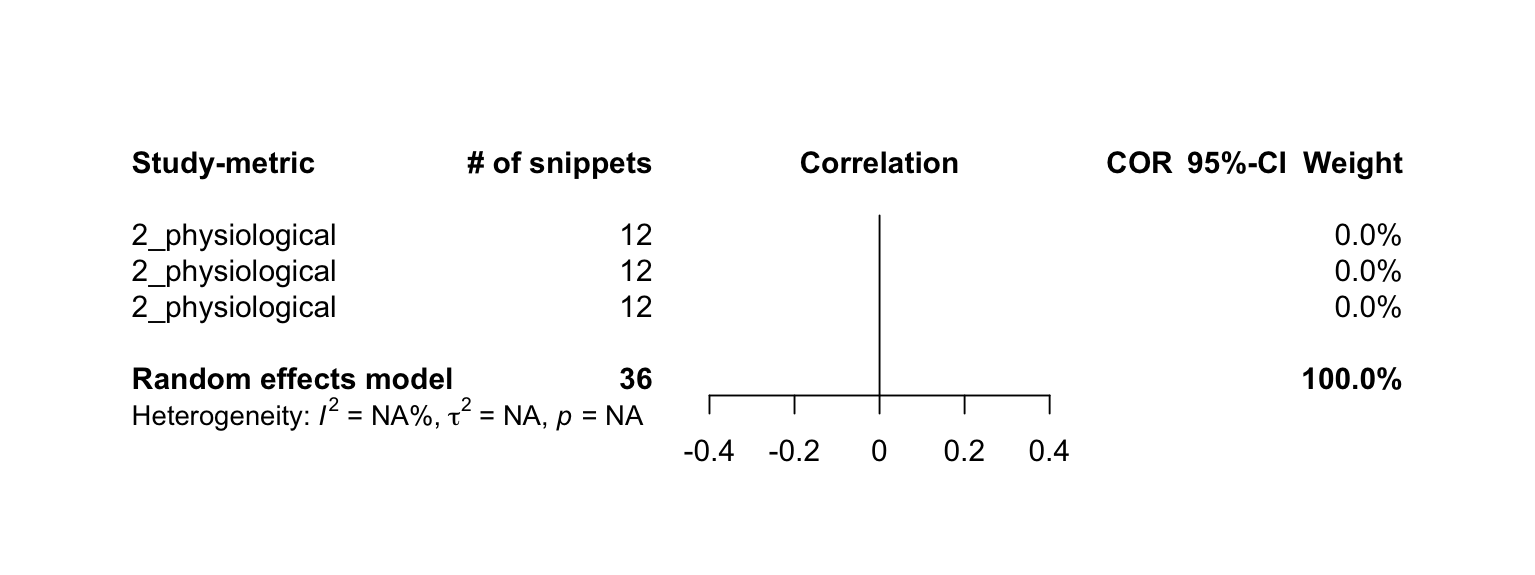 Study-metric # of snippets Correlation COR 95%-CI Weight
2_physiological 12 0.0%
2_physiological 12 0.0%
2_physiological 12 0.0%
Random effects model 36 100.0%
Heterogeneity: I² = NA%, τ² = NA, p = NA
-0.4 -0.2 0 0.2 0.4